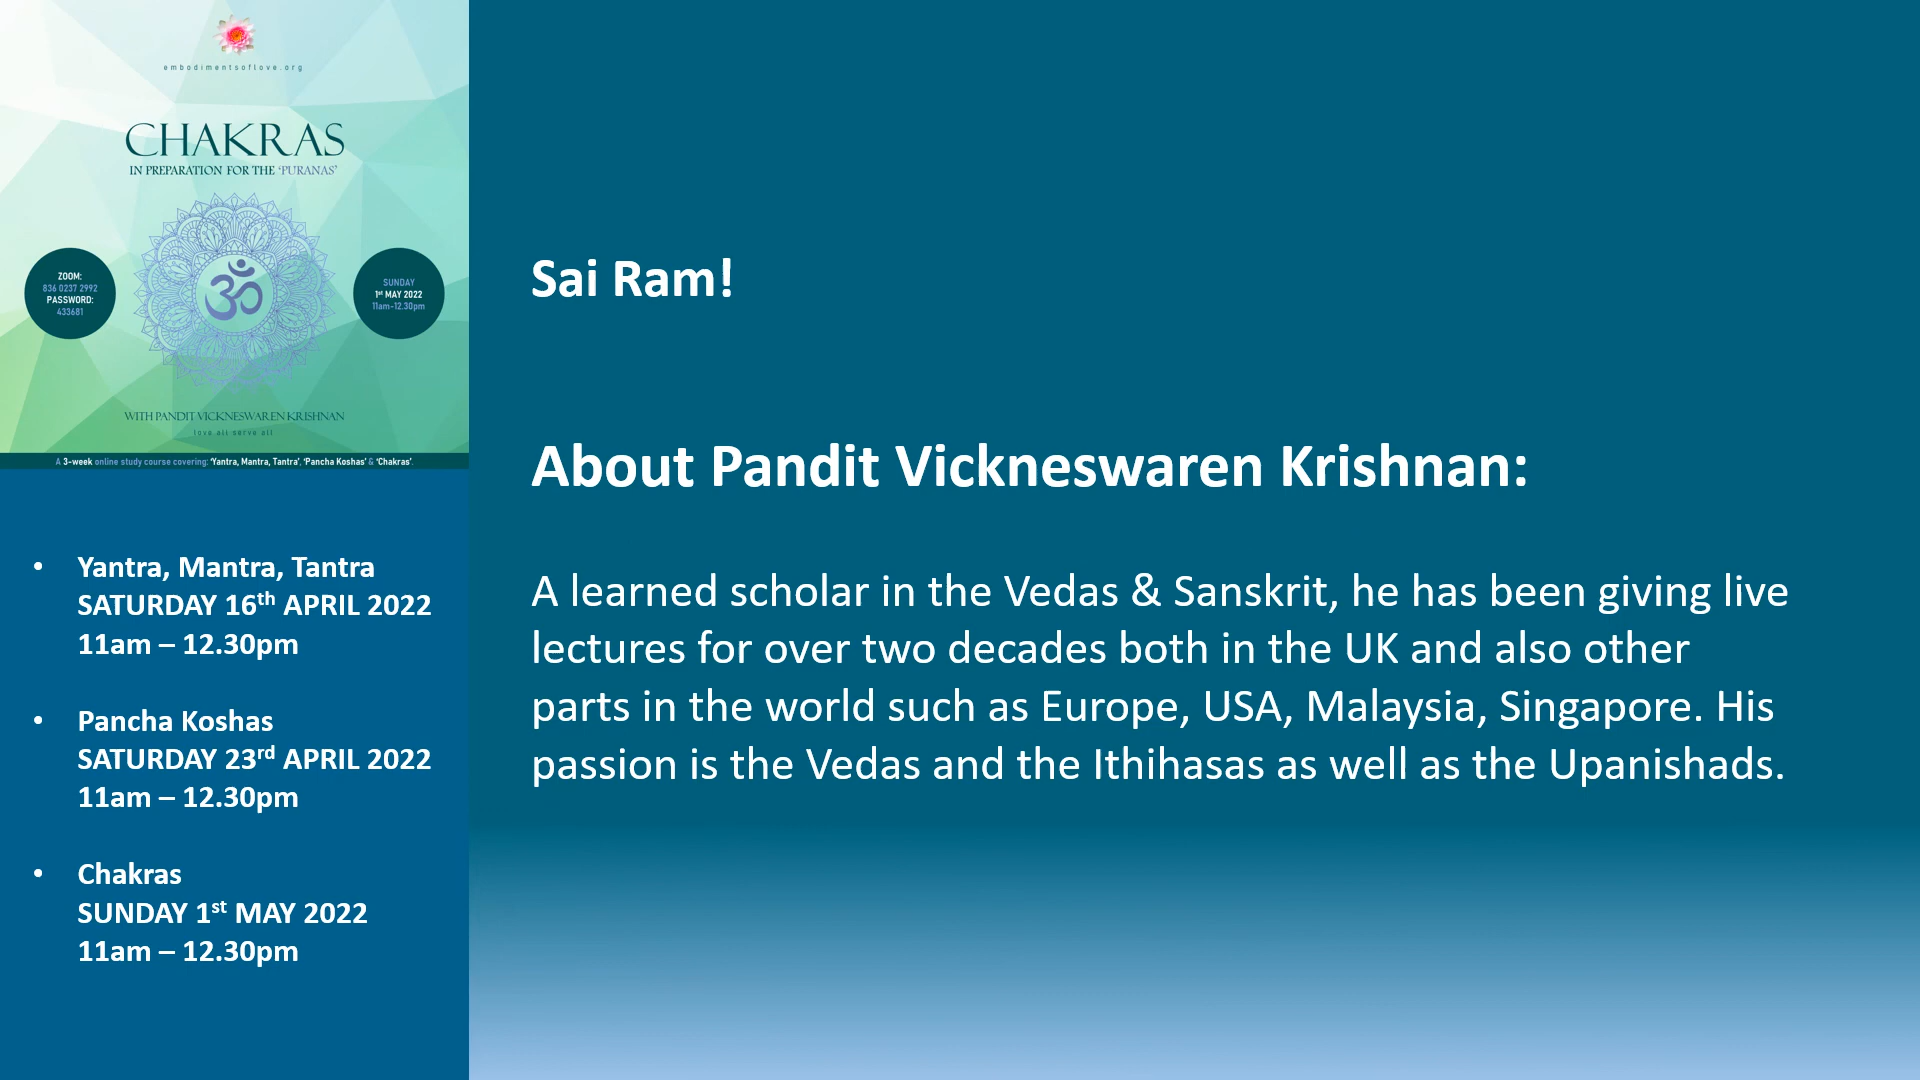 embodimentsoflove.org
CHAKRAS
IN PREPARATION FOR THE 'PURANAS'
ZOOM:
836 0237 2992
PASSWORD:
433681
ॐ
SUNDAY
1st MAY 2022
11am-12.30pm
WITH PANDIT VICKNESWAREN KRISHNAN
love all serve all
A 3-week online study course covering: 'Yantra, Mantra, Tantra', 'Pancha Koshas' & 'Chakras'.
• Yantra, Mantra, Tantra
SATURDAY 16th APRIL 2022
11am – 12.30pm
• Pancha Koshas
SATURDAY 23rd APRIL 2022
11am – 12.30pm
• Chakras
SUNDAY 1st MAY 2022
11am – 12.30pm
Sai Ram!
About Pandit Vickneswaren Krishnan:
A learned scholar in the Vedas & Sanskrit, he has been giving live
lectures for over two decades both in the UK and also other
parts in the world such as Europe, USA, Malaysia, Singapore. His
passion is the Vedas and the Ithihasas as well as the Upanishads.